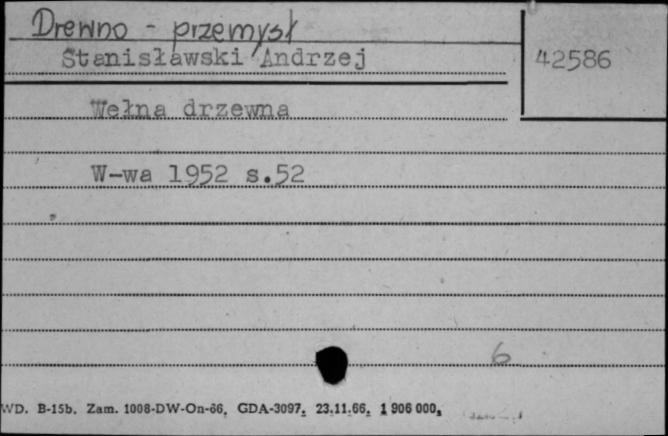 Drewno - przemysł
Stanisławski Andrzej
42586
Wełna drzewna
W-wa 1952 s.52
6
WD. B-15b. Zam. 1008-DW-On-66. GDA-3097. 23.11.66. 1 906 000,